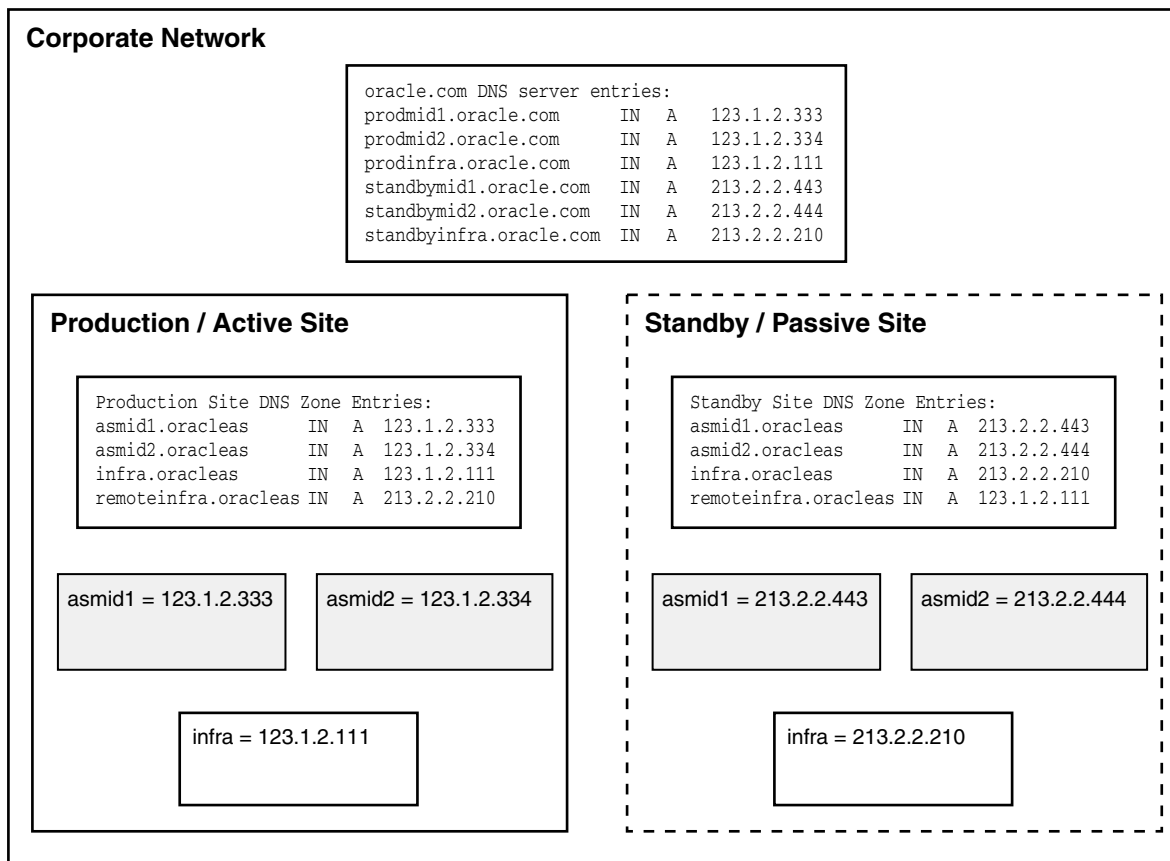 Corporate Network
oracle.com DNS server entries:
prodmid1.oracle.com IN A 123.1.2.333
prodmid2.oracle.com IN A 123.1.2.334
prodinfra.oracle.com IN A 123.1.2.111
standbymid1.oracle.com IN A 213.2.2.443
standbymid2.oracle.com IN A 213.2.2.444
standbyinfra.oracle.com IN A 213.2.2.210
Production / Active Site
Production Site DNS Zone Entries:
asmid1.oracleas IN A 123.1.2.333
asmid2.oracleas IN A 123.1.2.334
infra.oracleas IN A 123.1.2.111
remoteinfra.oracleas IN A 213.2.2.210
asmid1 = 123.1.2.333
asmid2 = 123.1.2.334
infra = 123.1.2.111
Standby / Passive Site
Standby Site DNS Zone Entries:
asmid1.oracleas IN A 213.2.2.443
asmid2.oracleas IN A 213.2.2.444
infra.oracleas IN A 213.2.2.210
remoteinfra.oracleas IN A 123.1.2.111
asmid1 = 213.2.2.443
asmid2 = 213.2.2.444
infra = 213.2.2.210